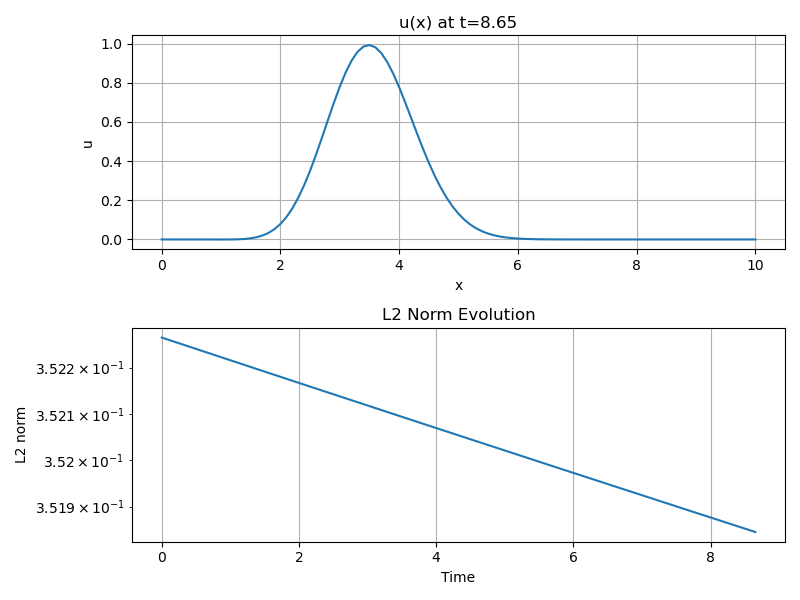 u(x) at t=8.65
1.0
0.8
0.6
0.4
0.2
0.0
u
0 2 4 6 8 10
x
L2 Norm Evolution
3.522 × 10⁻¹
3.521 × 10⁻¹
3.52 × 10⁻¹
3.519 × 10⁻¹
L2 norm
0 2 4 6 8
Time